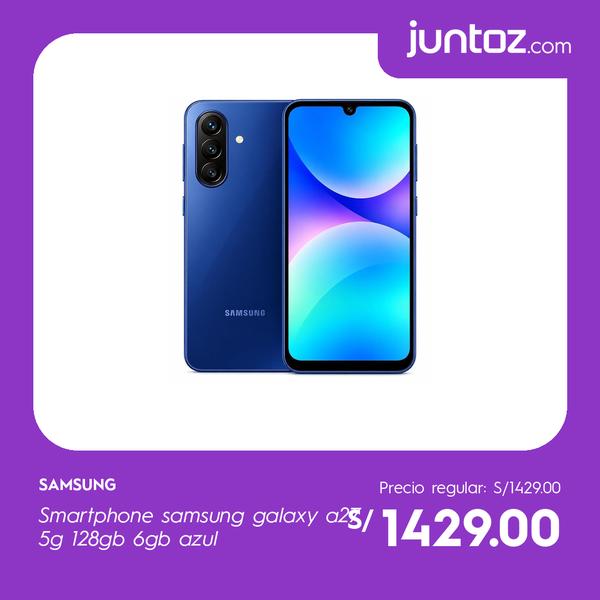 juntoz.com
SAMSUNG
SAMSUNG
Precio regular: S/1429.00
Smartphone samsung galaxy
5g 128gb 6gb azul
S/ 1429.00